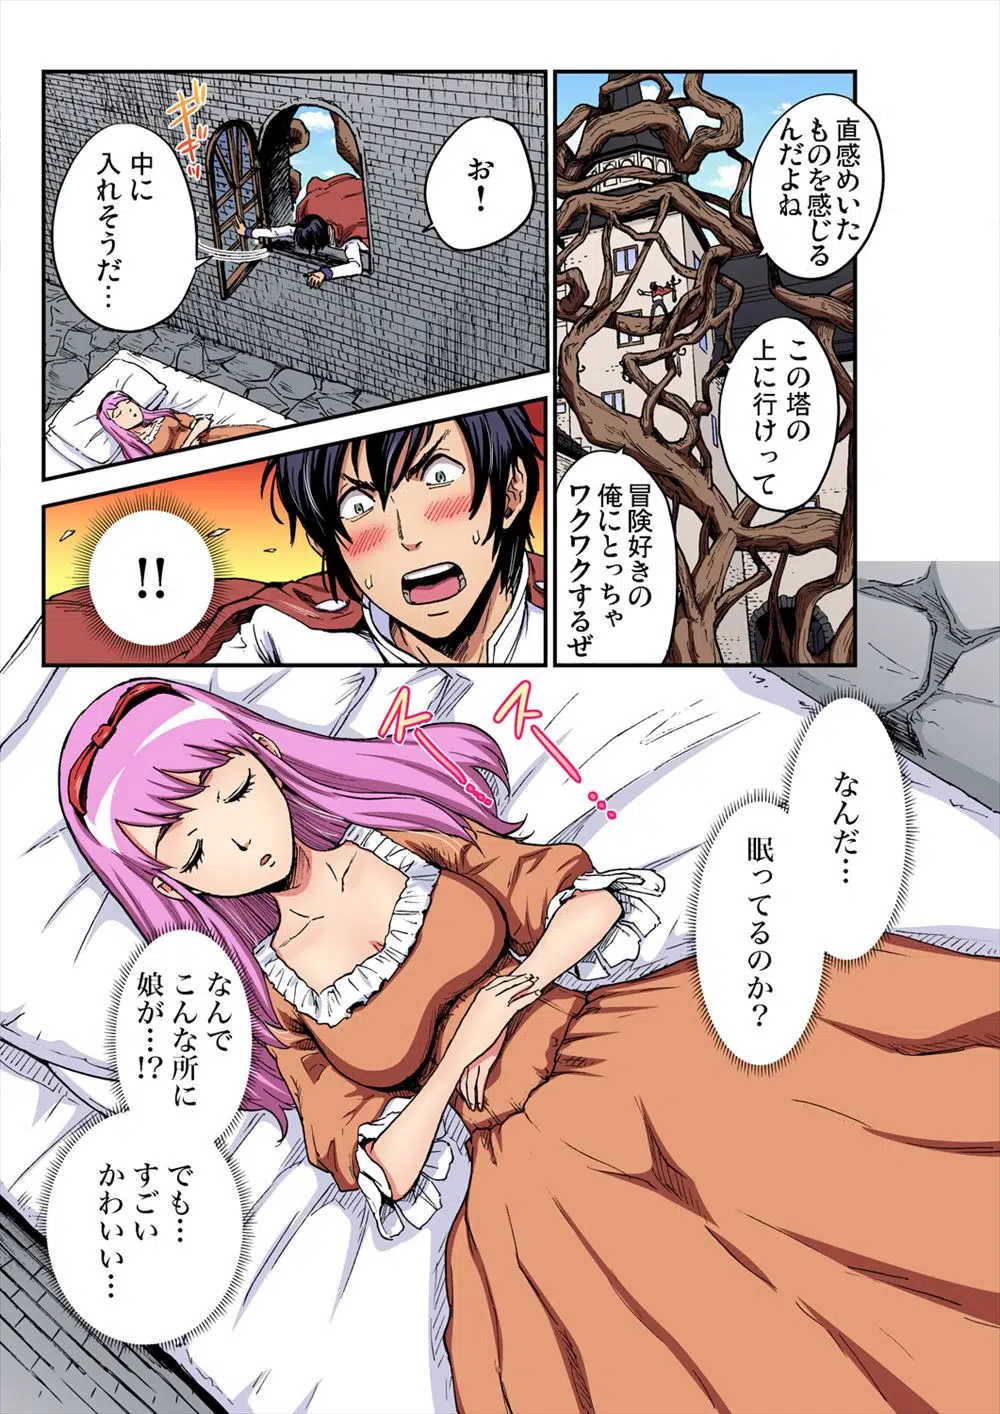 直感めいた
ものを感じる
んだよね
この塔の
上に行けって
冒険好きの
俺にとっちゃ
ワクワクするぜ
お！
ギギギ
中に
入れそうだ…
!!
なんだ…
眠ってるのか？
スー…
スー…
なんで
こんな所に
娘が…!?
でも…
すごい
かわいい…